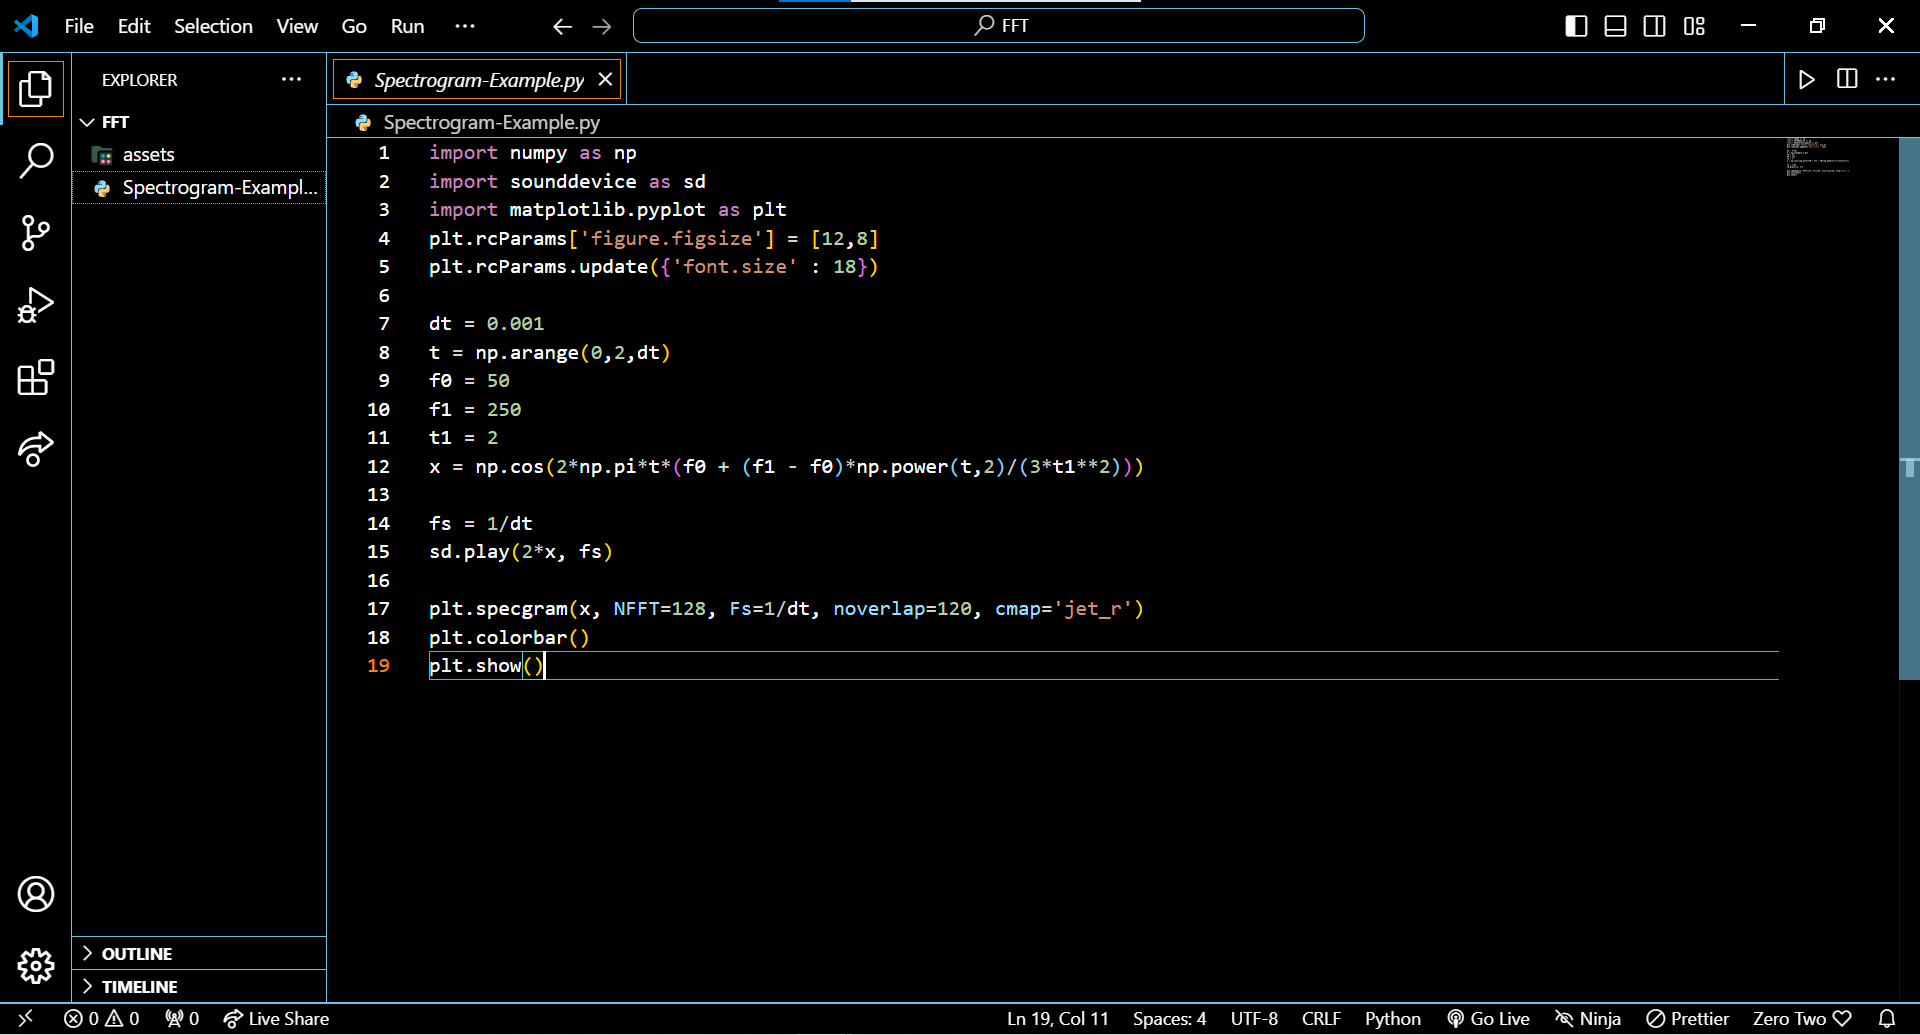 File Edit Selection View Go Run ··· FFT
EXPLORER ···
FFT
assets
Spectrogram-Exampl...
OUTLINE
TIMELINE
Spectrogram-Example.py
Spectrogram-Example.py
1 import numpy as np
2 import sounddevice as sd
3 import matplotlib.pyplot as plt
4 plt.rcParams['figure.figsize'] = [12,8]
5 plt.rcParams.update({'font.size' : 18})
6
7 dt = 0.001
8 t = np.arange(0,2,dt)
9 f0 = 50
10 f1 = 250
11 t1 = 2
12 x = np.cos(2*np.pi*t*(f0 + (f1 - f0)*np.power(t,2)/(3*t1**2)))
13
14 fs = 1/dt
15 sd.play(2*x, fs)
16
17 plt.specgram(x, NFFT=128, Fs=1/dt, noverlap=120, cmap='jet_r')
18 plt.colorbar()
19 plt.show()
0 0 0 Live Share Ln 19, Col 11 Spaces: 4 UTF-8 CRLF Python Go Live Ninja Prettier Zero Two ♡